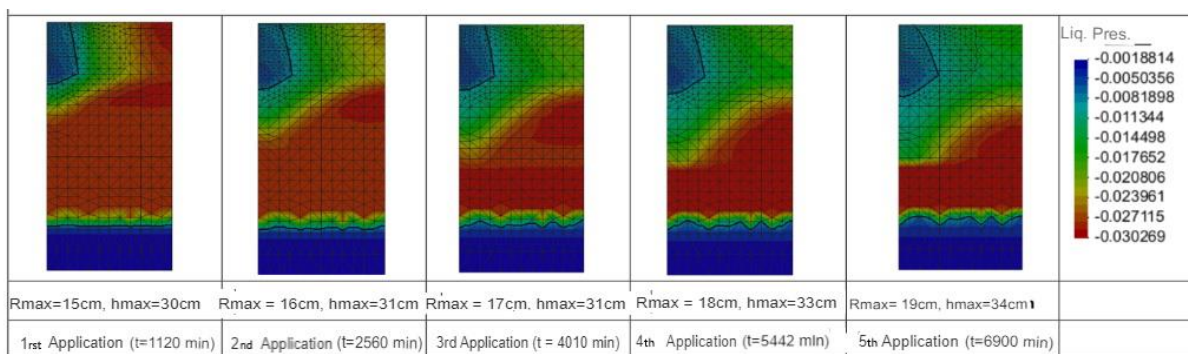 Liq. Pres.
-0.0018814
-0.0050356
-0.0081898
-0.011344
-0.014498
-0.017652
-0.020806
-0.023961
-0.027115
-0.030269
Rmax=15cm, hmax=30cm
Rmax = 16cm, hmax=31cm
Rmax = 17cm. hmax=31cm
Rmax = 18cm, hmax=33cm
Rmax= 19cm, hmax=34cm
1rst Application (t=1120 min)
2nd Application (t=2560 min)
3rd Application (t = 4010 min)
4th Application (t=5442 min)
5th Application (t=6900 min)